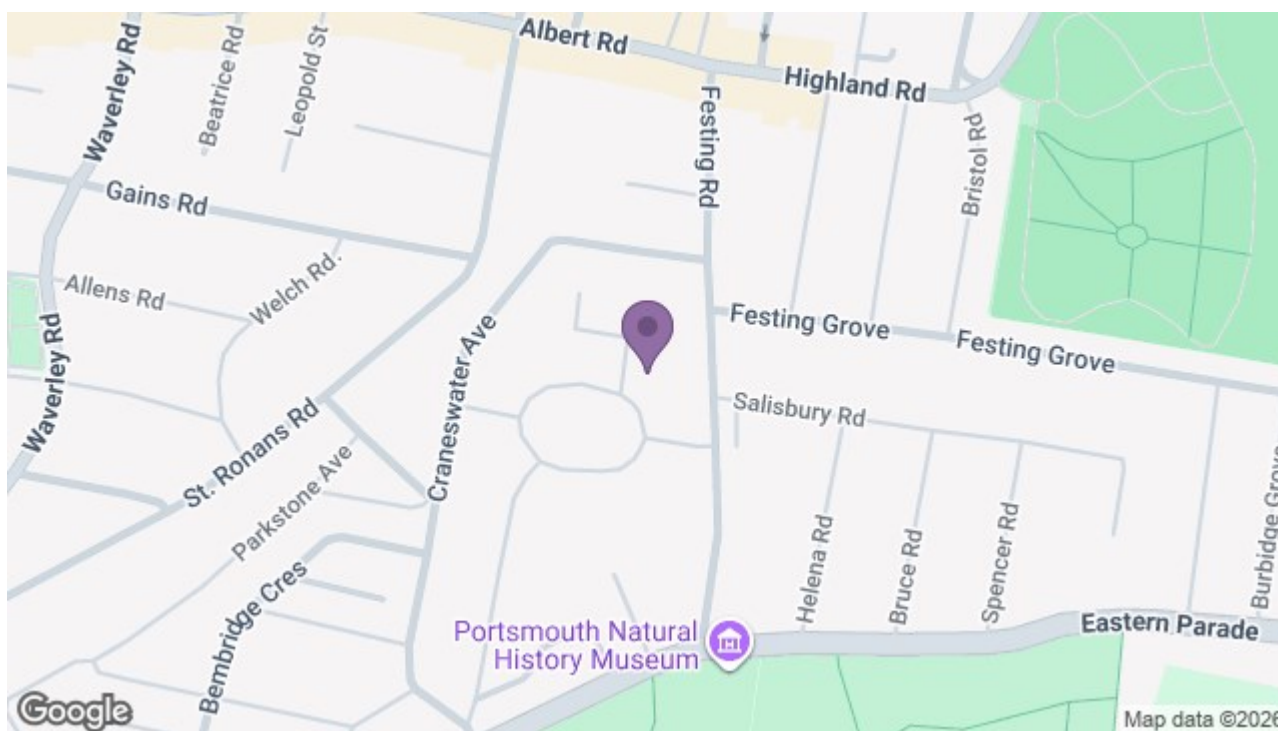 Albert Rd
Highland Rd
Waverley Rd
Beatrice Rd
Leopold St
Festing Rd
Bristol Rd
Gains Rd
Allens Rd
Welch Rd.
Festing Grove
Festing Grove
Craneswater Ave
Waverley Rd
St. Ronans Rd
Salisbury Rd
Parkstone Ave
Bembridge Cres
Helena Rd
Bruce Rd
Spencer Rd
Burbidge Grove
Portsmouth Natural
History Museum
Eastern Parade
Google
Map data ©2026